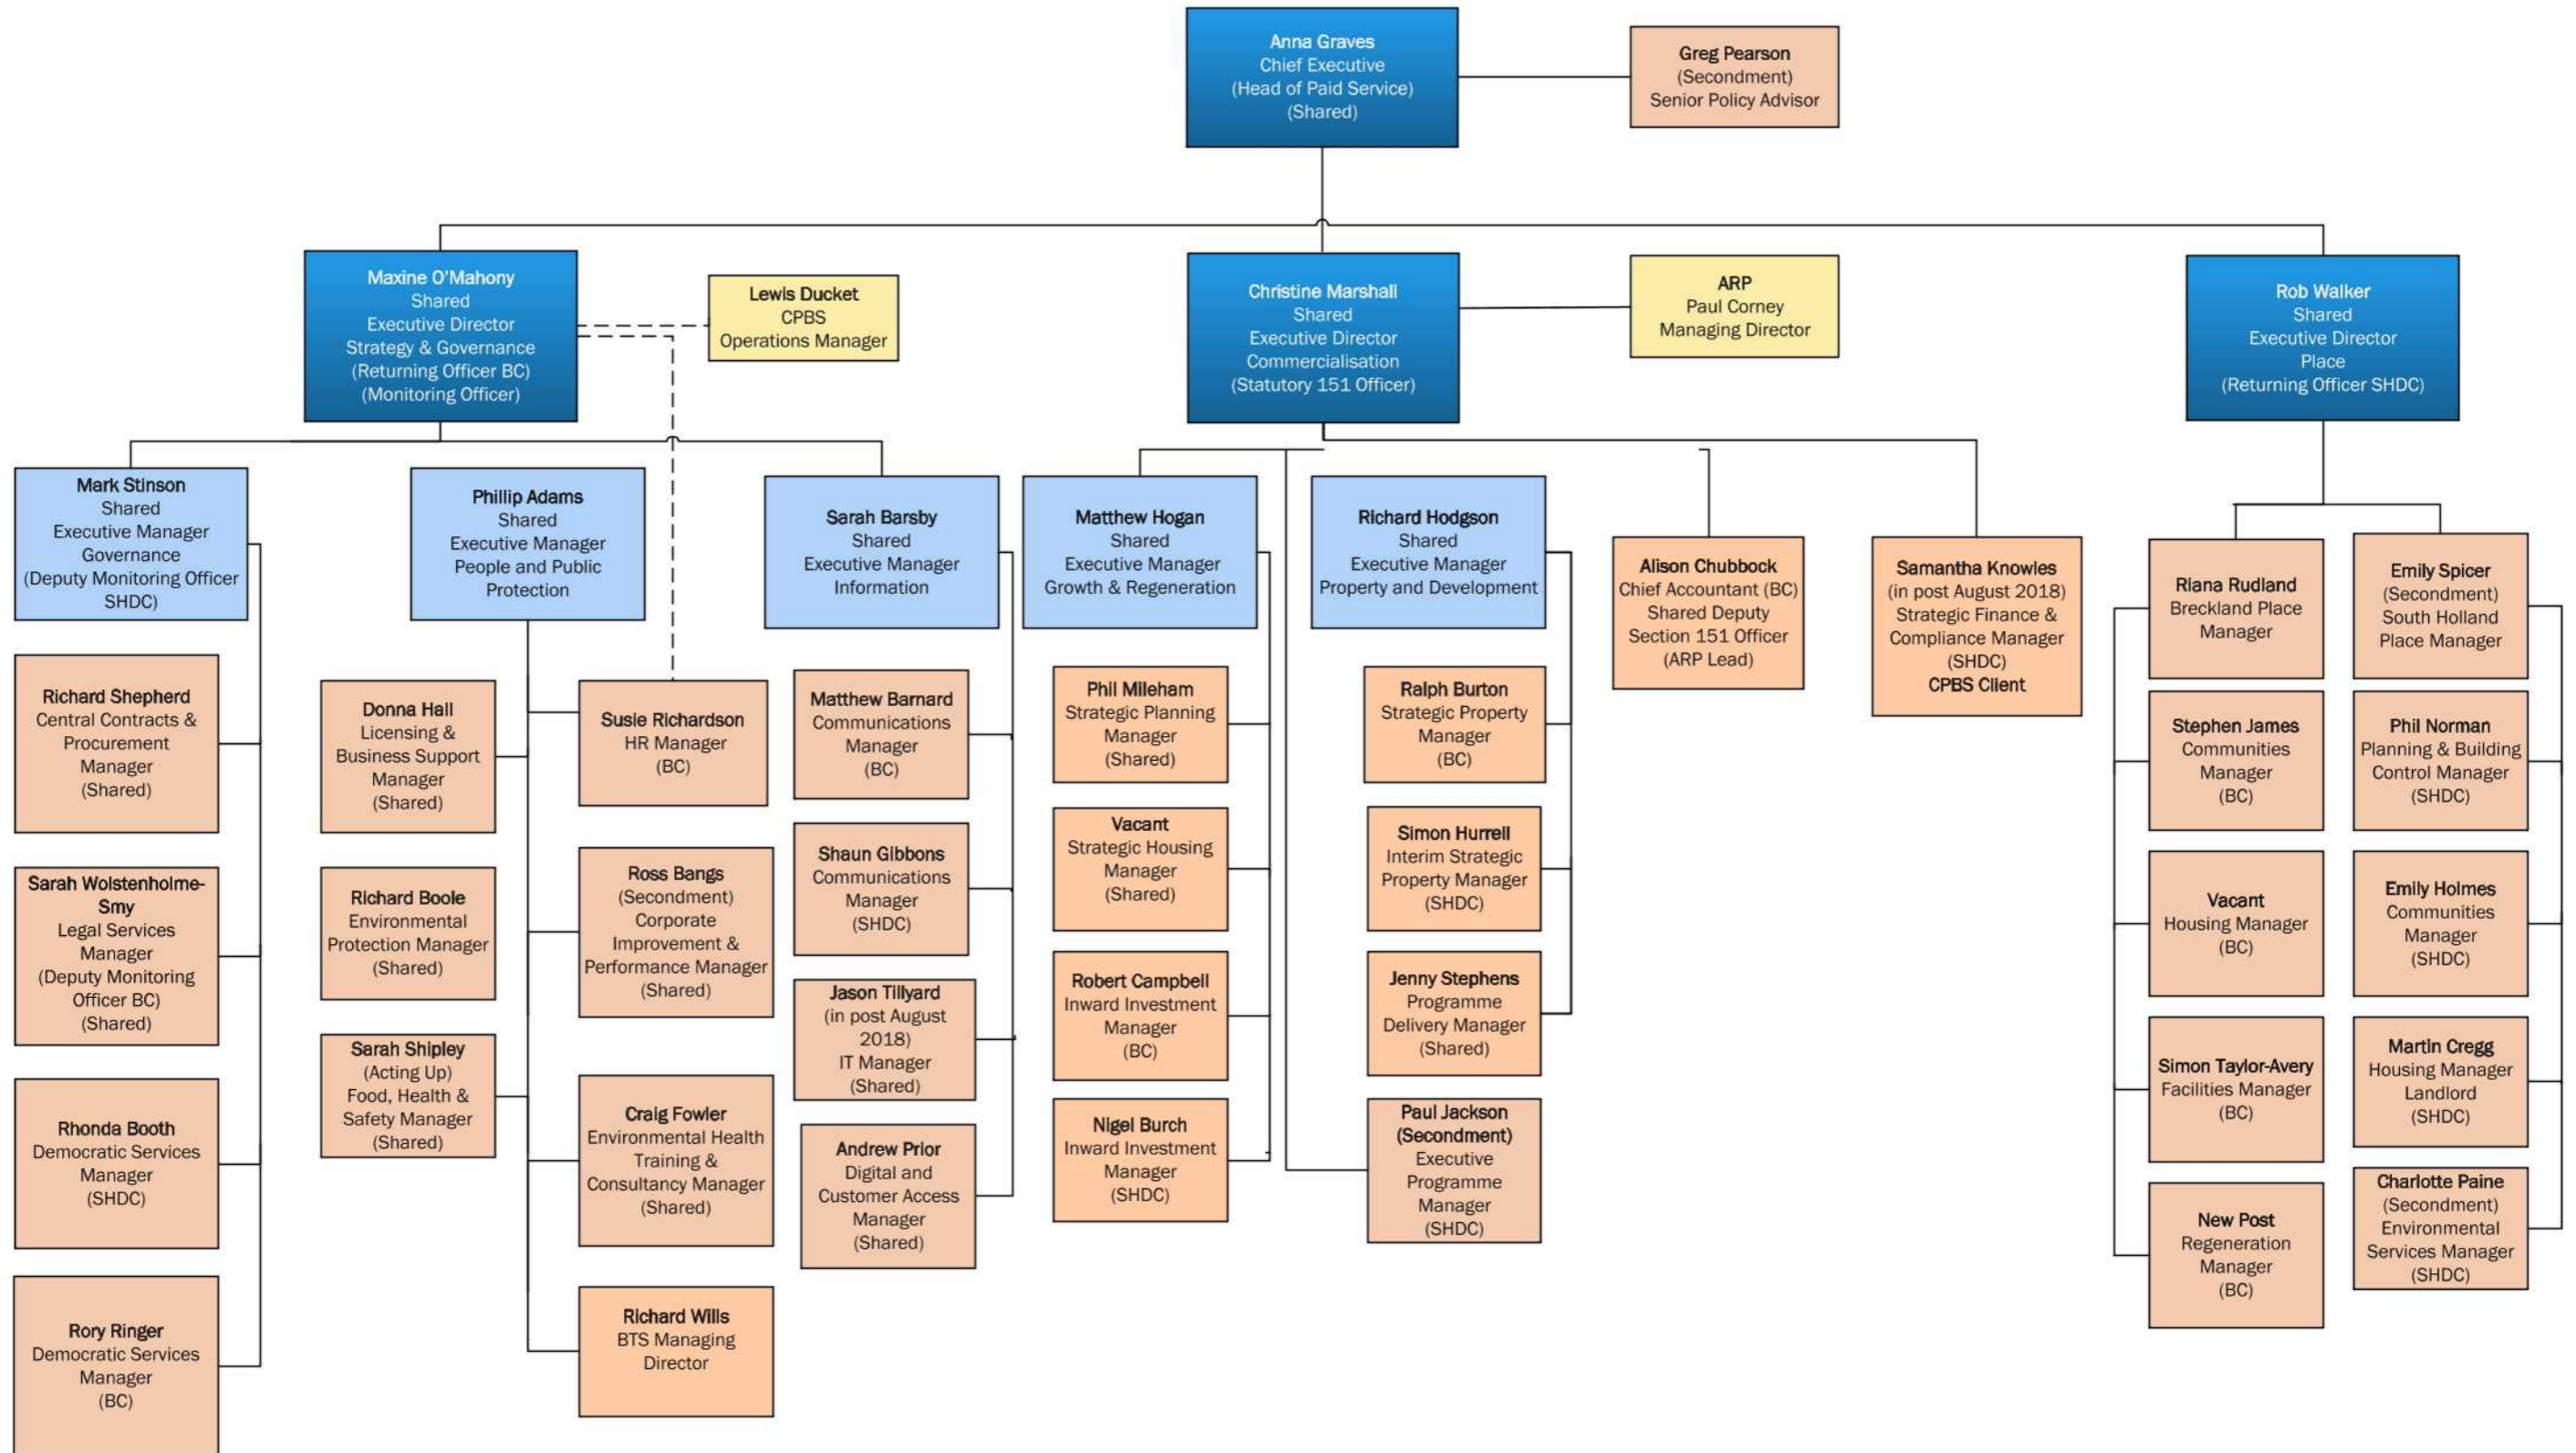 Anna Graves
Chief Executive
(Head of Paid Service)
(Shared)
Greg Pearson
(Secondment)
Senior Policy Advisor
Maxine O'Mahony
Shared
Executive Director
Strategy & Governance
(Returning Officer BC)
(Monitoring Officer)
Lewis Ducket
CPBS
Operations Manager
Christine Marshall
Shared
Executive Director
Commercialisation
(Statutory 151 Officer)
ARP
Paul Corney
Managing Director
Rob Walker
Shared
Executive Director
Place
(Returning Officer SHDC)
Mark Stinson
Shared
Executive Manager
Governance
(Deputy Monitoring Officer
SHDC)
Richard Shepherd
Central Contracts &
Procurement
Manager
(Shared)
Sarah Wolstenholme-
Smy
Legal Services
Manager
(Deputy Monitoring
Officer BC)
(Shared)
Rhonda Booth
Democratic Services
Manager
(SHDC)
Rory Ringer
Democratic Services
Manager
(BC)
Phillip Adams
Shared
Executive Manager
People and Public
Protection
Donna Hall
Licensing &
Business Support
Manager
(Shared)
Richard Boole
Environmental
Protection Manager
(Shared)
Sarah Shipley
(Acting Up)
Food, Health &
Safety Manager
(Shared)
Susie Richardson
HR Manager
(BC)
Ross Bangs
(Secondment)
Corporate
Improvement &
Performance Manager
(Shared)
Craig Fowler
Environmental Health
Training &
Consultancy Manager
(Shared)
Richard Wills
BTS Managing
Director
Sarah Barsby
Shared
Executive Manager
Information
Matthew Barnard
Communications
Manager
(BC)
Shaun Gibbons
Communications
Manager
(SHDC)
Jason Tillyard
(in post August
2018)
IT Manager
(Shared)
Andrew Prior
Digital and
Customer Access
Manager
(Shared)
Matthew Hogan
Shared
Executive Manager
Growth & Regeneration
Phil Mileham
Strategic Planning
Manager
(Shared)
Vacant
Strategic Housing
Manager
(Shared)
Robert Campbell
Inward Investment
Manager
(BC)
Nigel Burch
Inward Investment
Manager
(SHDC)
Richard Hodgson
Shared
Executive Manager
Property and Development
Ralph Burton
Strategic Property
Manager
(BC)
Simon Hurrell
Interim Strategic
Property Manager
(SHDC)
Jenny Stephens
Programme
Delivery Manager
(Shared)
Paul Jackson
(Secondment)
Executive
Programme
Manager
(SHDC)
Alison Chubbock
Chief Accountant (BC)
Shared Deputy
Section 151 Officer
(ARP Lead)
Samantha Knowles
(in post August 2018)
Strategic Finance &
Compliance Manager
(SHDC)
CPBS Client
Riana Rudland
Breckland Place
Manager
Stephen James
Communities
Manager
(BC)
Vacant
Housing Manager
(BC)
Simon Taylor-Avery
Facilities Manager
(BC)
New Post
Regeneration
Manager
(BC)
Emily Spicer
(Secondment)
South Holland
Place Manager
Phil Norman
Planning & Building
Control Manager
(SHDC)
Emily Holmes
Communities
Manager
(SHDC)
Martin Cregg
Housing Manager
Landlord
(SHDC)
Charlotte Paine
(Secondment)
Environmental
Services Manager
(SHDC)